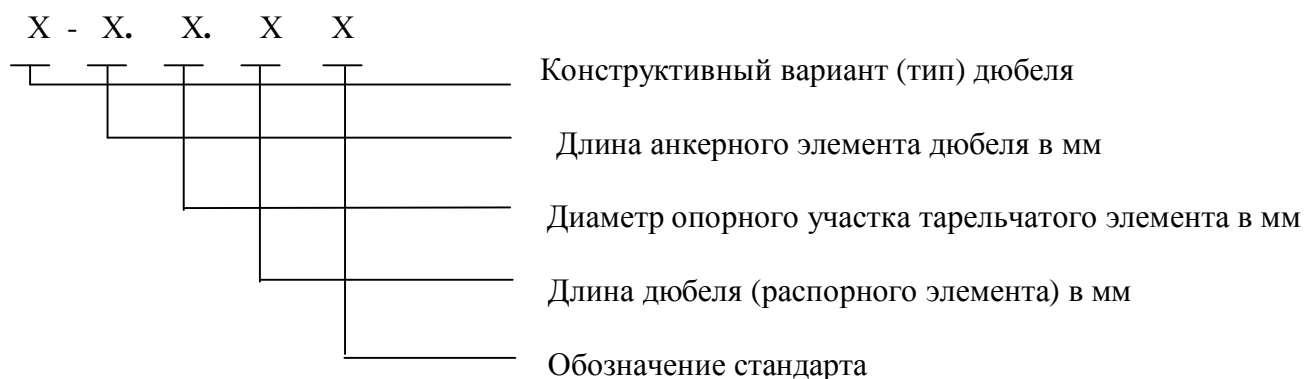 X - X. X. X X
Конструктивный вариант (тип) дюбеля
Длина анкерного элемента дюбеля в мм
Диаметр опорного участка тарельчатого элемента в мм
Длина дюбеля (распорного элемента) в мм
Обозначение стандарта